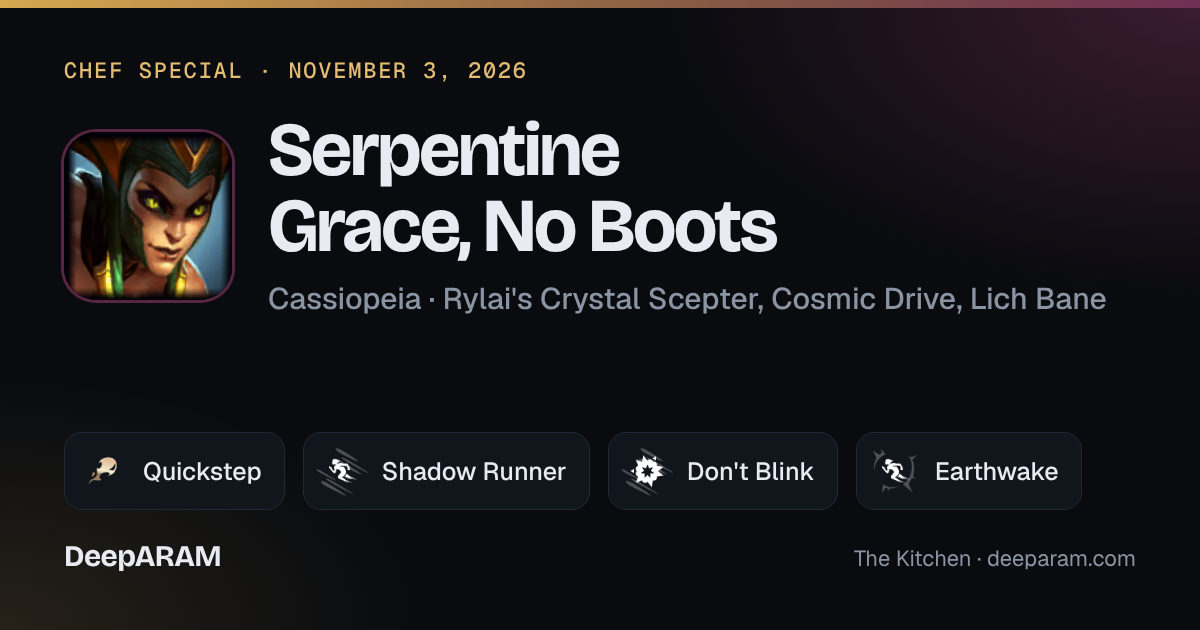 CHEF SPECIAL · NOVEMBER 3, 2026
Serpentine
Grace, No Boots
Cassiopeia · Rylai's Crystal Scepter, Cosmic Drive, Lich Bane
Quickstep
Shadow Runner
Don't Blink
Earthwake
DeepARAM
The Kitchen · deeparam.com